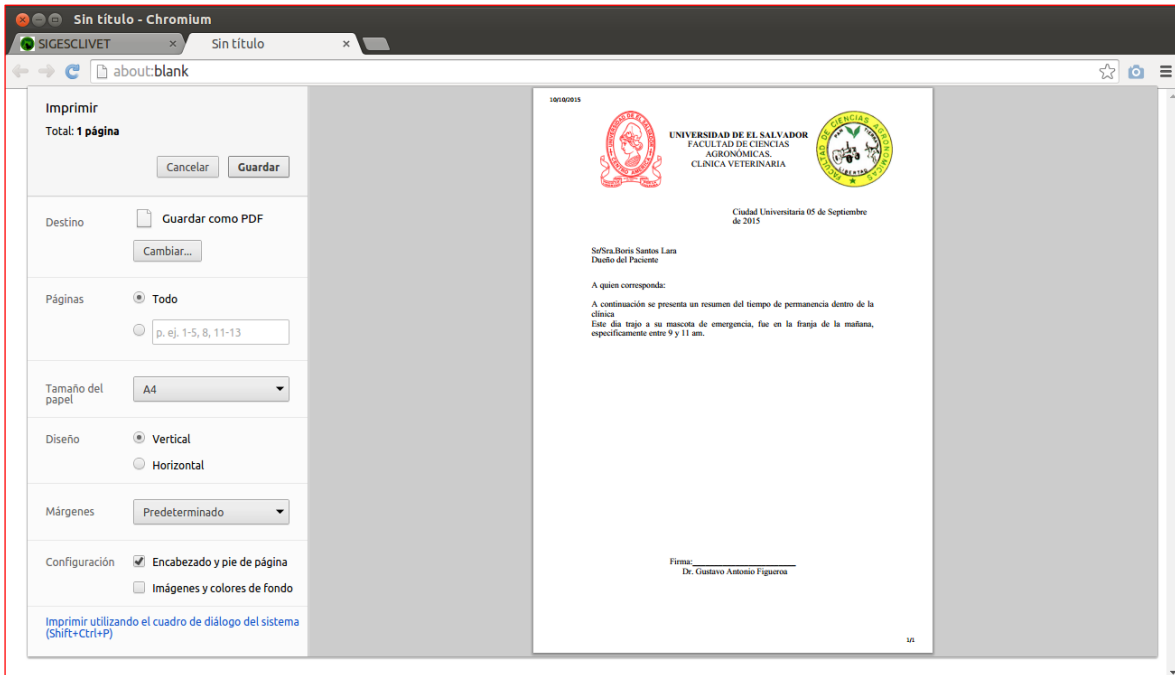 Sin título - Chromium
SIGESCLIVET
Sin título
about:blank
Imprimir
Total: 1 página
Cancelar
Guardar
Destino
Guardar como PDF
Cambiar...
Páginas
Todo
p. ej. 1-5, 8, 11-13
Tamaño del
papel
A4
Diseño
Vertical
Horizontal
Márgenes
Predeterminado
Configuración
Encabezado y pie de página
Imágenes y colores de fondo
Imprimir utilizando el cuadro de diálogo del sistema
(Shift+Ctrl+P)
10/10/2015
UNIVERSIDAD DE EL SALVADOR
FACULTAD DE CIENCIAS
AGRONÓMICAS.
CLíNICA VETERINARIA
FACULTAD DE CIENCIAS AGRONOMICAS
Ciudad Universitaria 05 de Septiembre
de 2015
Sr/Sra.Boris Santos Lara
Dueño del Paciente
A quien corresponda:
A continuación se presenta un resumen del tiempo de permanencia dentro de la
clínica
Este dia trajo a su mascota de emergencia, fue en la franja de la mañana,
especificamente entre 9 y 11 am.
Firma:
Dr. Gustavo Antonio Figueroa
1/1